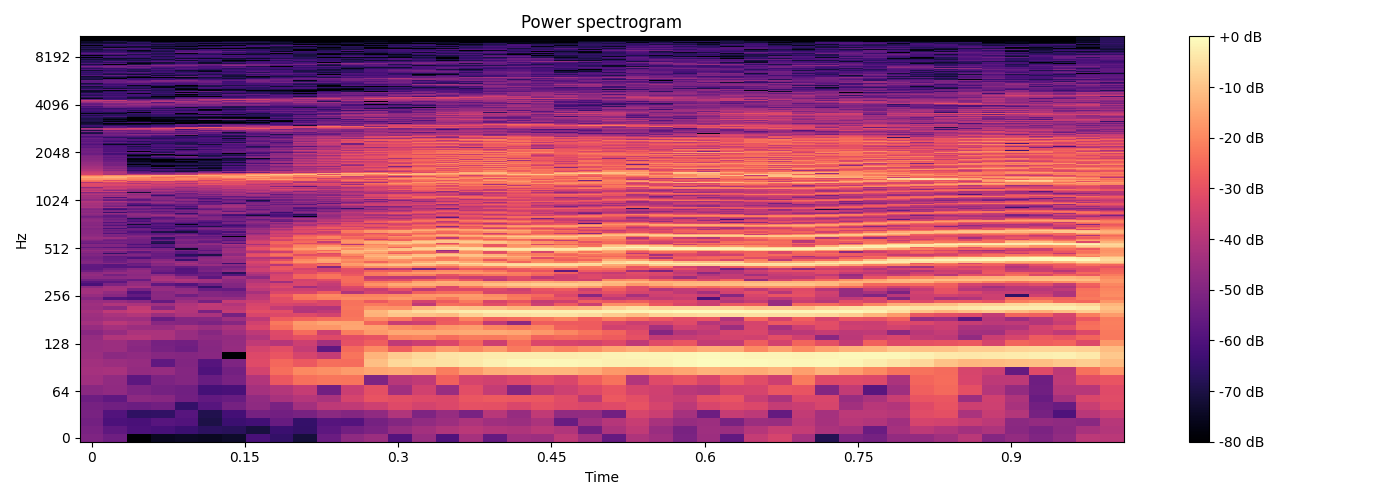 Power spectrogram
Hz
8192
4096
2048
1024
512
256
128
64
0
0 0.15 0.3 0.45 0.6 0.75 0.9
Time
+0 dB
-10 dB
-20 dB
-30 dB
-40 dB
-50 dB
-60 dB
-70 dB
-80 dB